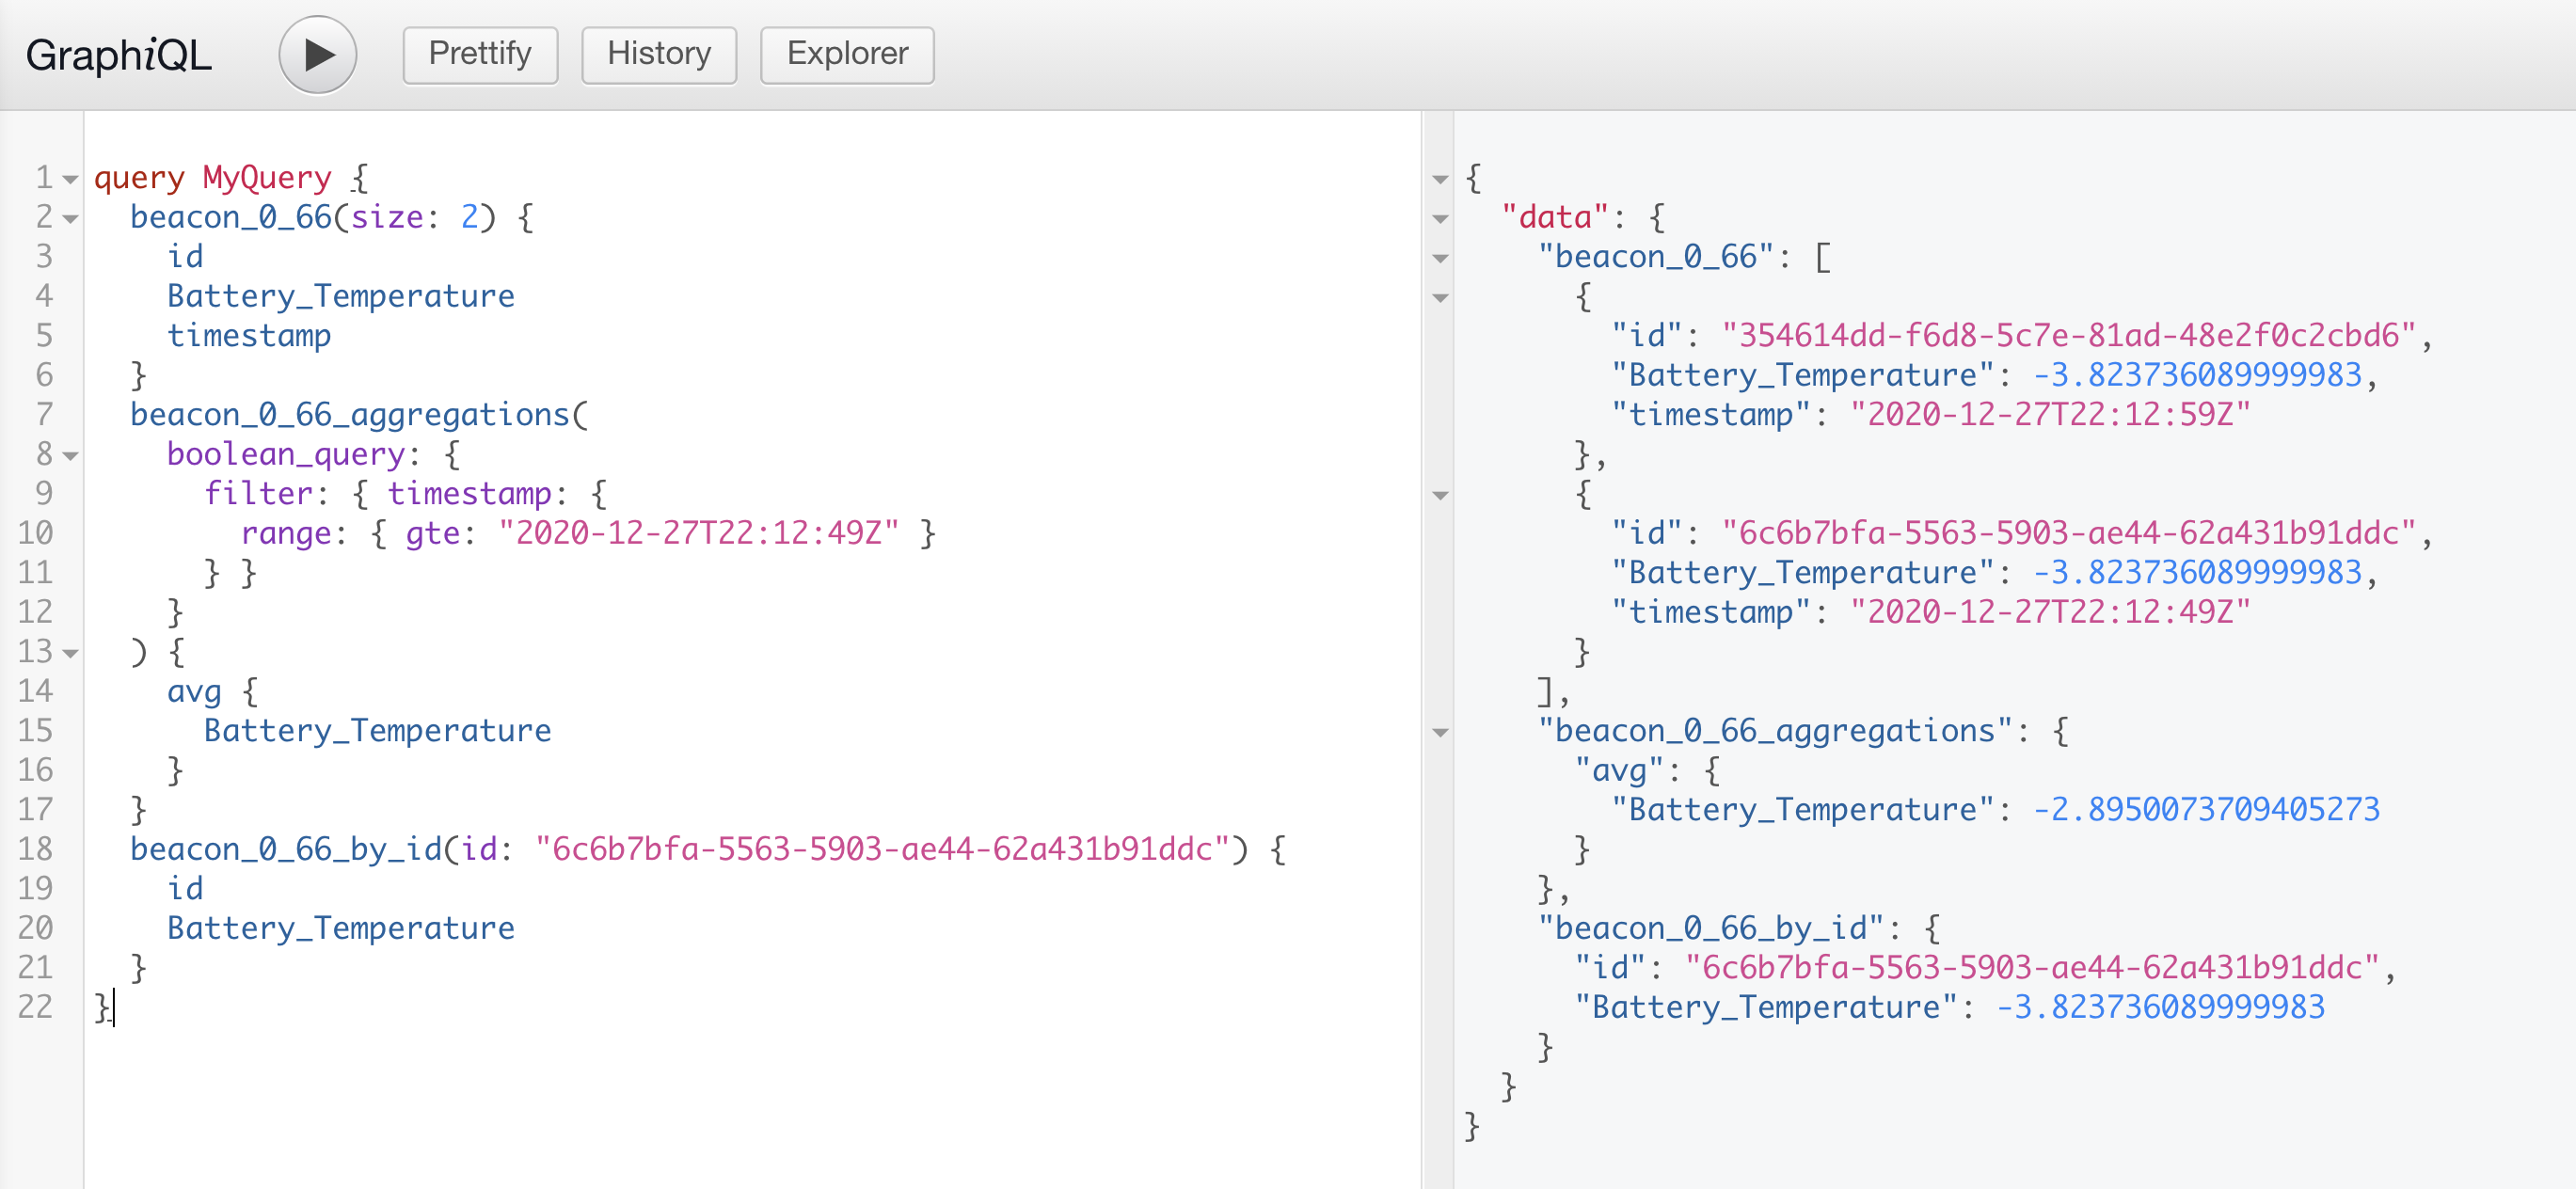 GraphiQL Prettify History Explorer
1 query MyQuery {
2 beacon_0_66(size: 2) {
3 id
4 Battery_Temperature
5 timestamp
6 }
7 beacon_0_66_aggregations(
8 boolean_query: {
9 filter: { timestamp: {
10 range: { gte: "2020-12-27T22:12:49Z" }
11 } }
12 }
13 ) {
14 avg {
15 Battery_Temperature
16 }
17 }
18 beacon_0_66_by_id(id: "6c6b7bfa-5563-5903-ae44-62a431b91ddc") {
19 id
20 Battery_Temperature
21 }
22 }
{
"data": {
"beacon_0_66": [
{
"id": "354614dd-f6d8-5c7e-81ad-48e2f0c2cbd6",
"Battery_Temperature": -3.823736089999983,
"timestamp": "2020-12-27T22:12:59Z"
},
{
"id": "6c6b7bfa-5563-5903-ae44-62a431b91ddc",
"Battery_Temperature": -3.823736089999983,
"timestamp": "2020-12-27T22:12:49Z"
}
],
"beacon_0_66_aggregations": {
"avg": {
"Battery_Temperature": -2.8950073709405273
}
},
"beacon_0_66_by_id": {
"id": "6c6b7bfa-5563-5903-ae44-62a431b91ddc",
"Battery_Temperature": -3.823736089999983
}
}
}